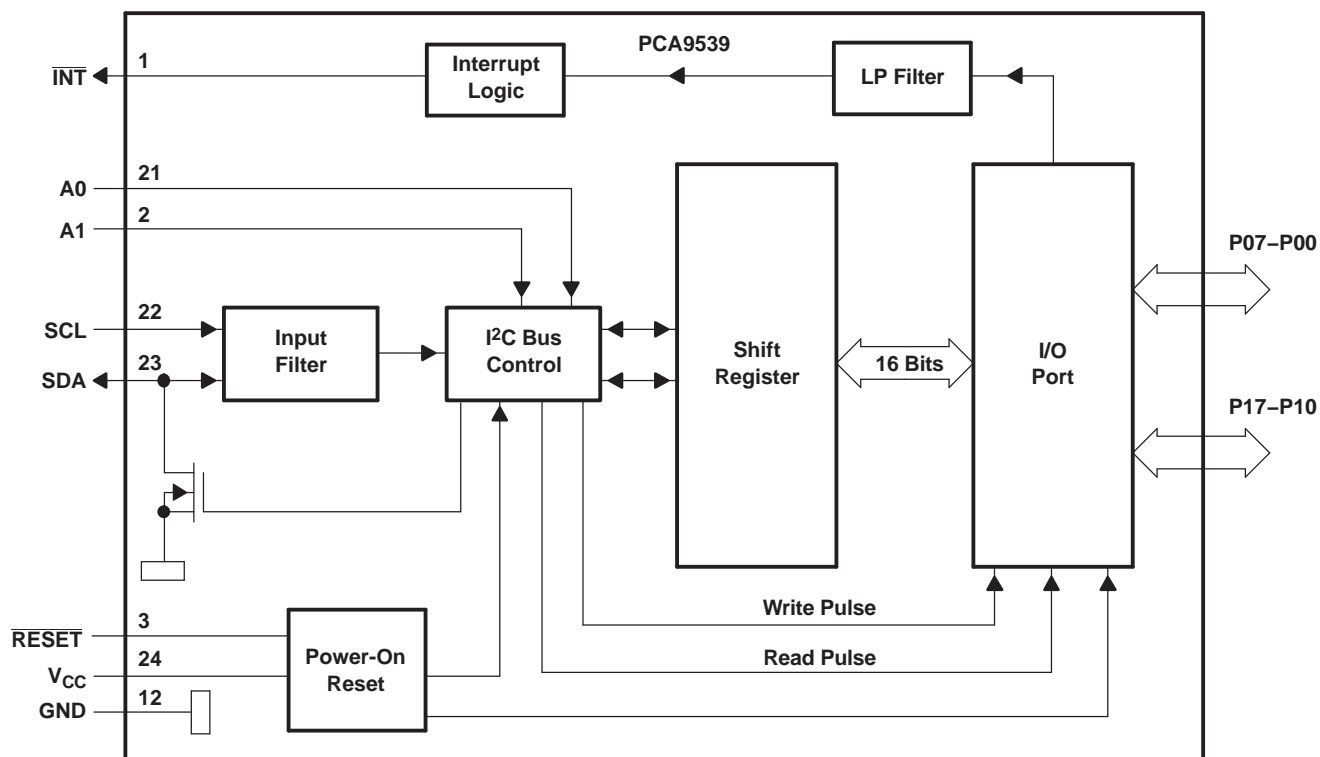 PCA9539
INT
1
Interrupt
Logic
LP Filter
A0
21
A1
2
P07–P00
SCL
22
SDA
23
Input
Filter
I2C Bus
Control
Shift
Register
16 Bits
I/O
Port
P17–P10
Write Pulse
RESET
3
Read Pulse
VCC
24
GND
12
Power-On
Reset